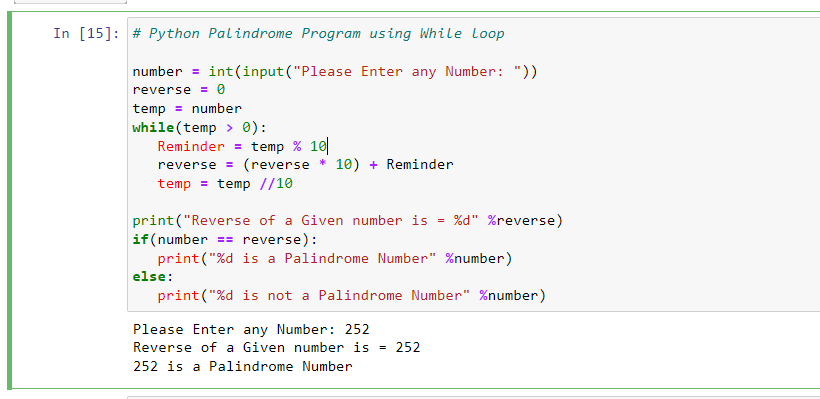 In [15]: # Python Palindrome Program using While loop
number = int(input("Please Enter any Number: "))
reverse = 0
temp = number
while(temp > 0):
   Reminder = temp % 10
   reverse = (reverse * 10) + Reminder
   temp = temp //10
print("Reverse of a Given number is = %d" %reverse)
if(number == reverse):
   print("%d is a Palindrome Number" %number)
else:
   print("%d is not a Palindrome Number" %number)
Please Enter any Number: 252
Reverse of a Given number is = 252
252 is a Palindrome Number